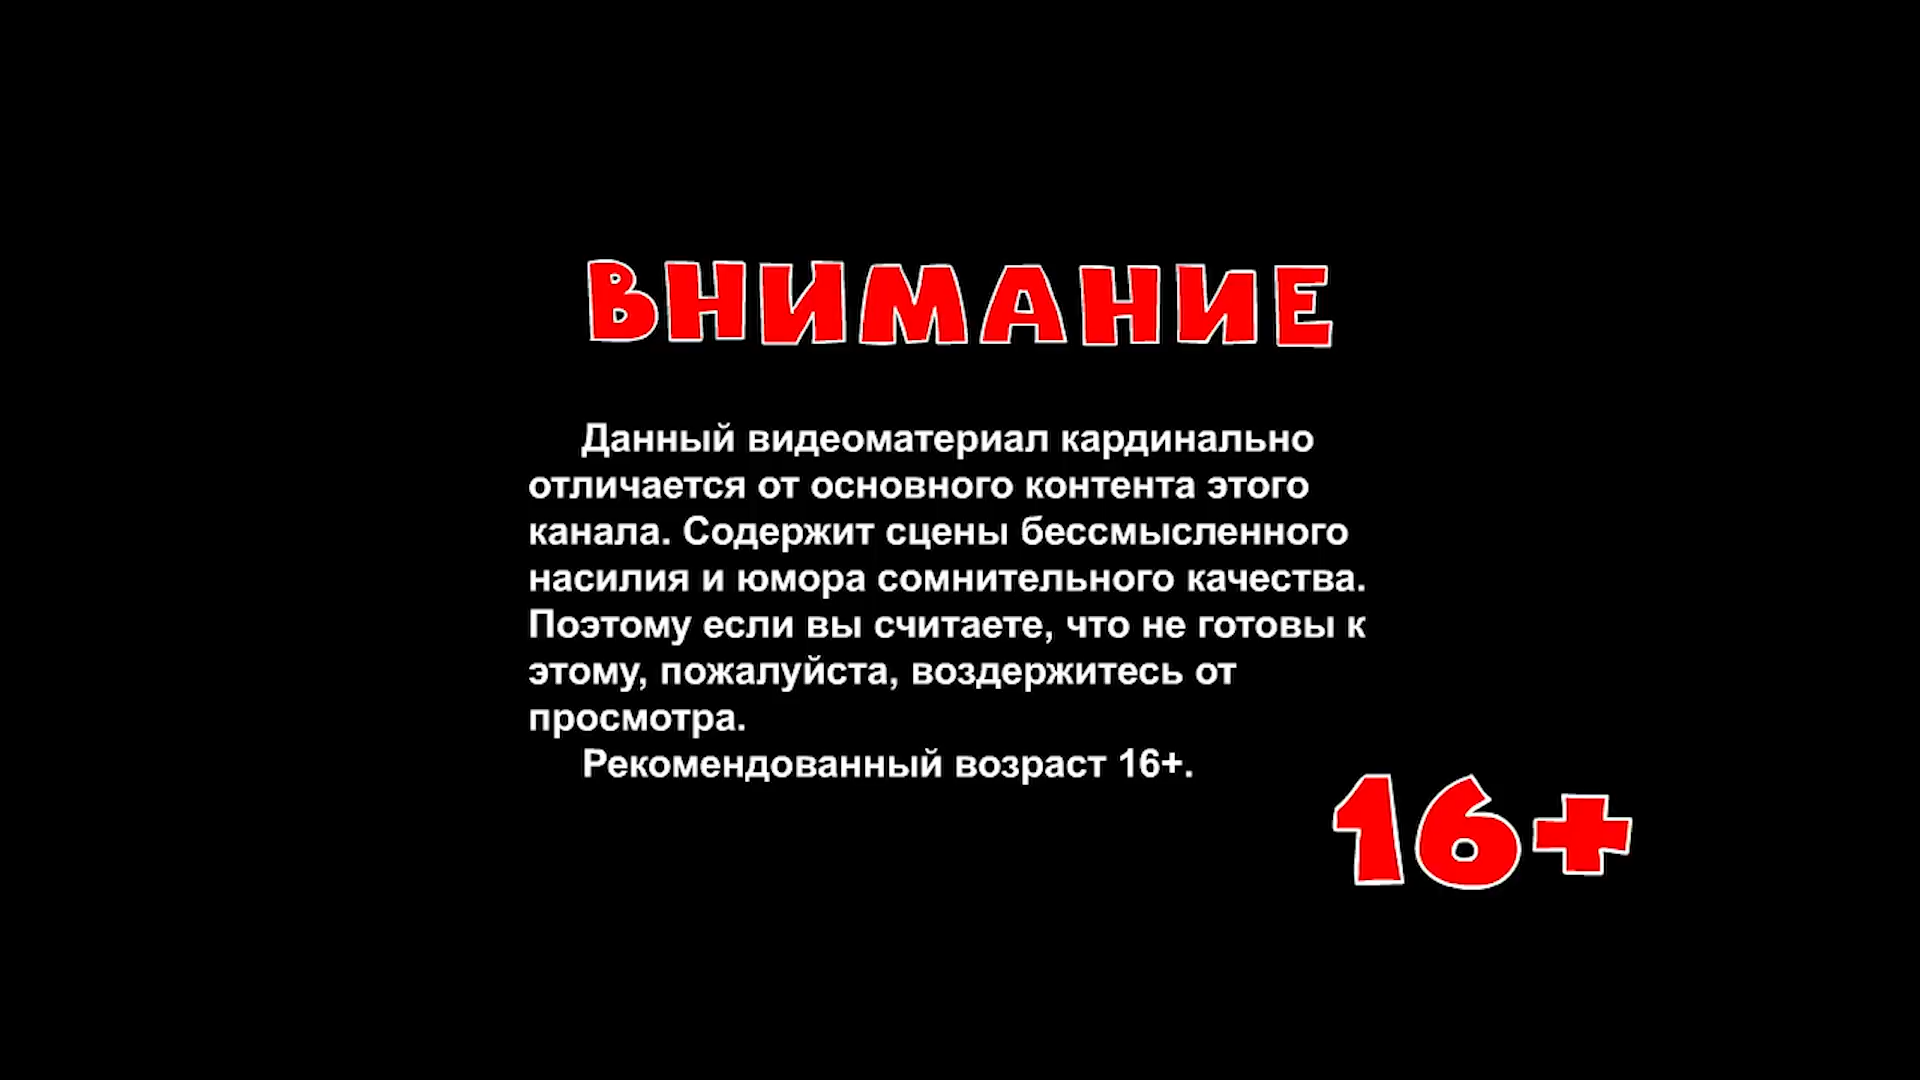 ВНИМАНИЕ
Данный видеоматериал кардинально
отличается от основного контента этого
канала. Содержит сцены бессмысленного
насилия и юмора сомнительного качества.
Поэтому если вы считаете, что не готовы к
этому, пожалуйста, воздержитесь от
просмотра.
Рекомендованный возраст 16+.
16+